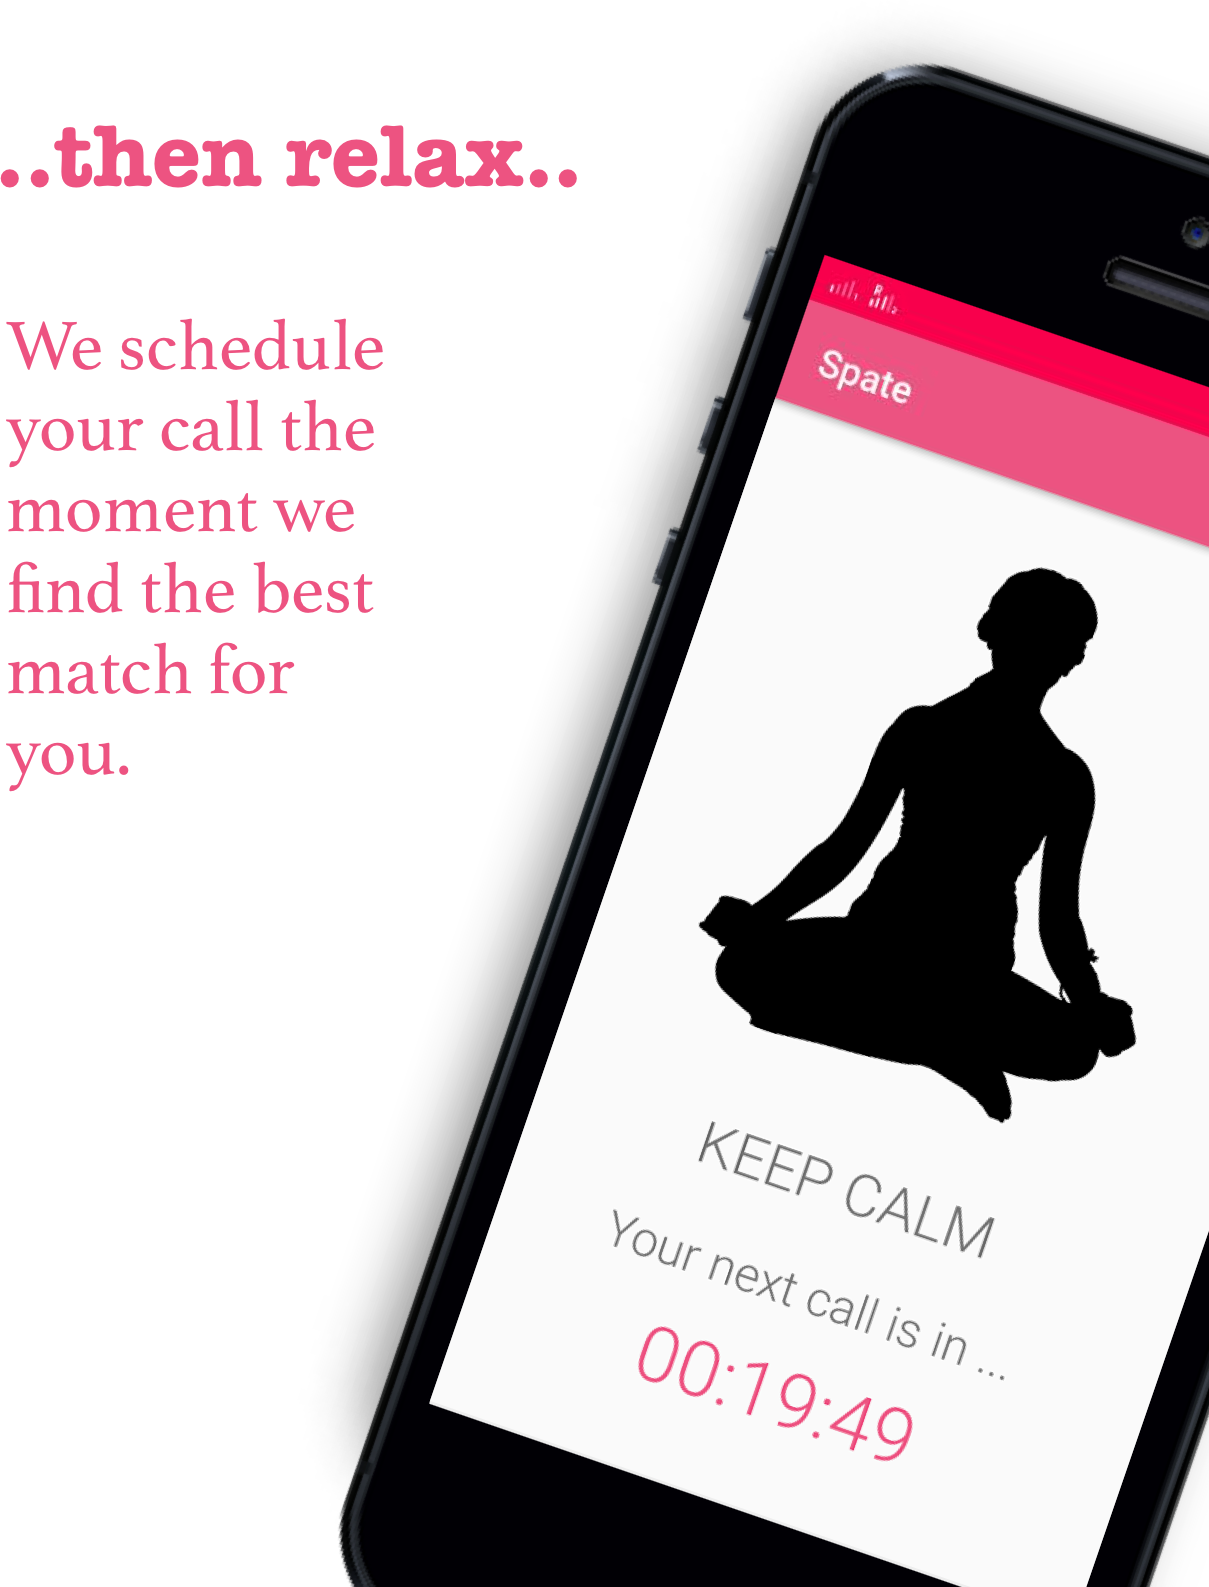 ..then relax..
We schedule
your call the
moment we
find the best
match for
you.
R
Spate
KEEP CALM
Your next call is in ...
00:19:49